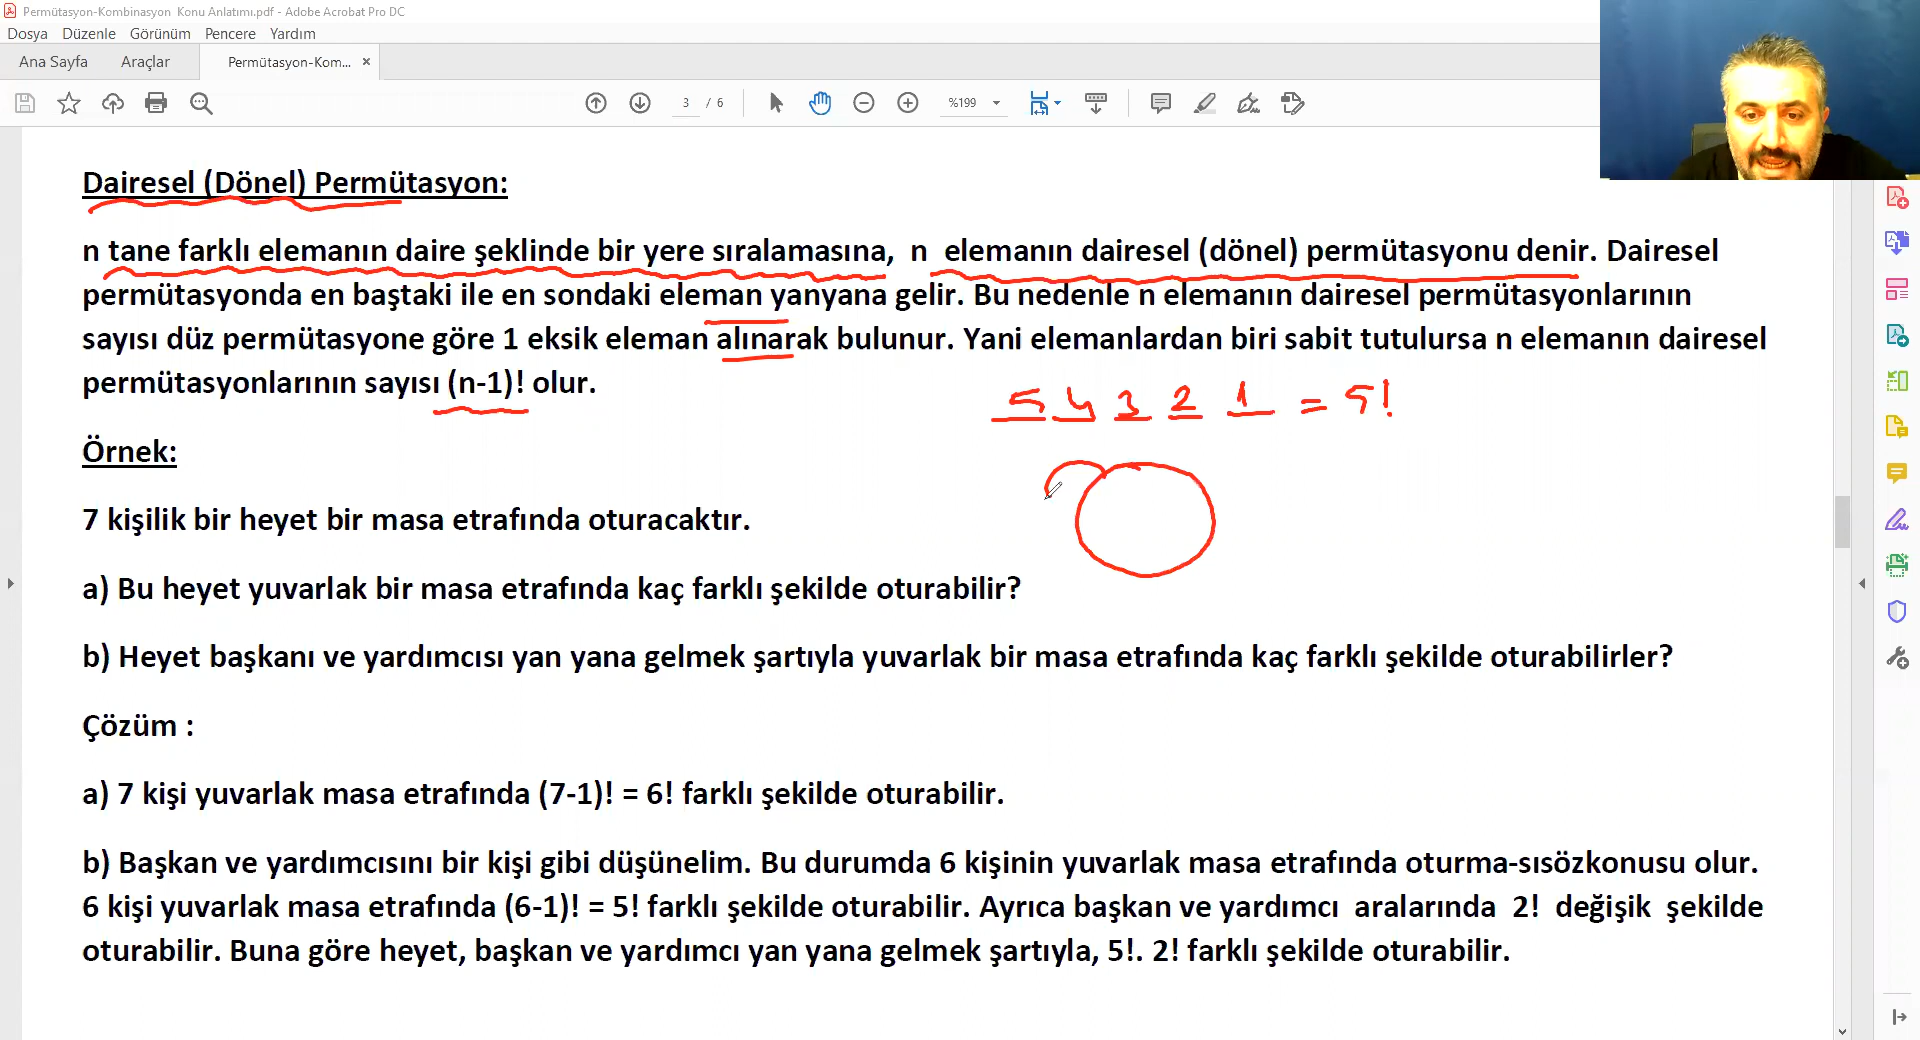 Permütasyon-Kombinasyon Konu Anlatımı.pdf - Adobe Acrobat Pro DC
Dosya Düzenle Görünüm Pencere Yardım
Ana Sayfa Araçlar Permütasyon-Kom... ×
3 / 6 %199
Dairesel (Dönel) Permütasyon:
n tane farklı elemanın daire şeklinde bir yere sıralamasına, n elemanın dairesel (dönel) permütasyonu denir. Dairesel
permütasyonda en baştaki ile en sondaki eleman yanyana gelir. Bu nedenle n elemanın dairesel permütasyonlarının
sayısı düz permütasyone göre 1 eksik eleman alınarak bulunur. Yani elemanlardan biri sabit tutulursa n elemanın dairesel
permütasyonlarının sayısı (n-1)! olur.
5 4 3 2 1 = 5!
Örnek:
7 kişilik bir heyet bir masa etrafında oturacaktır.
a) Bu heyet yuvarlak bir masa etrafında kaç farklı şekilde oturabilir?
b) Heyet başkanı ve yardımcısı yan yana gelmek şartıyla yuvarlak bir masa etrafında kaç farklı şekilde oturabilirler?
Çözüm :
a) 7 kişi yuvarlak masa etrafında (7-1)! = 6! farklı şekilde oturabilir.
b) Başkan ve yardımcısını bir kişi gibi düşünelim. Bu durumda 6 kişinin yuvarlak masa etrafında oturma-sısözkonusu olur.
6 kişi yuvarlak masa etrafında (6-1)! = 5! farklı şekilde oturabilir. Ayrıca başkan ve yardımcı aralarında 2! değişik şekilde
oturabilir. Buna göre heyet, başkan ve yardımcı yan yana gelmek şartıyla, 5!. 2! farklı şekilde oturabilir.